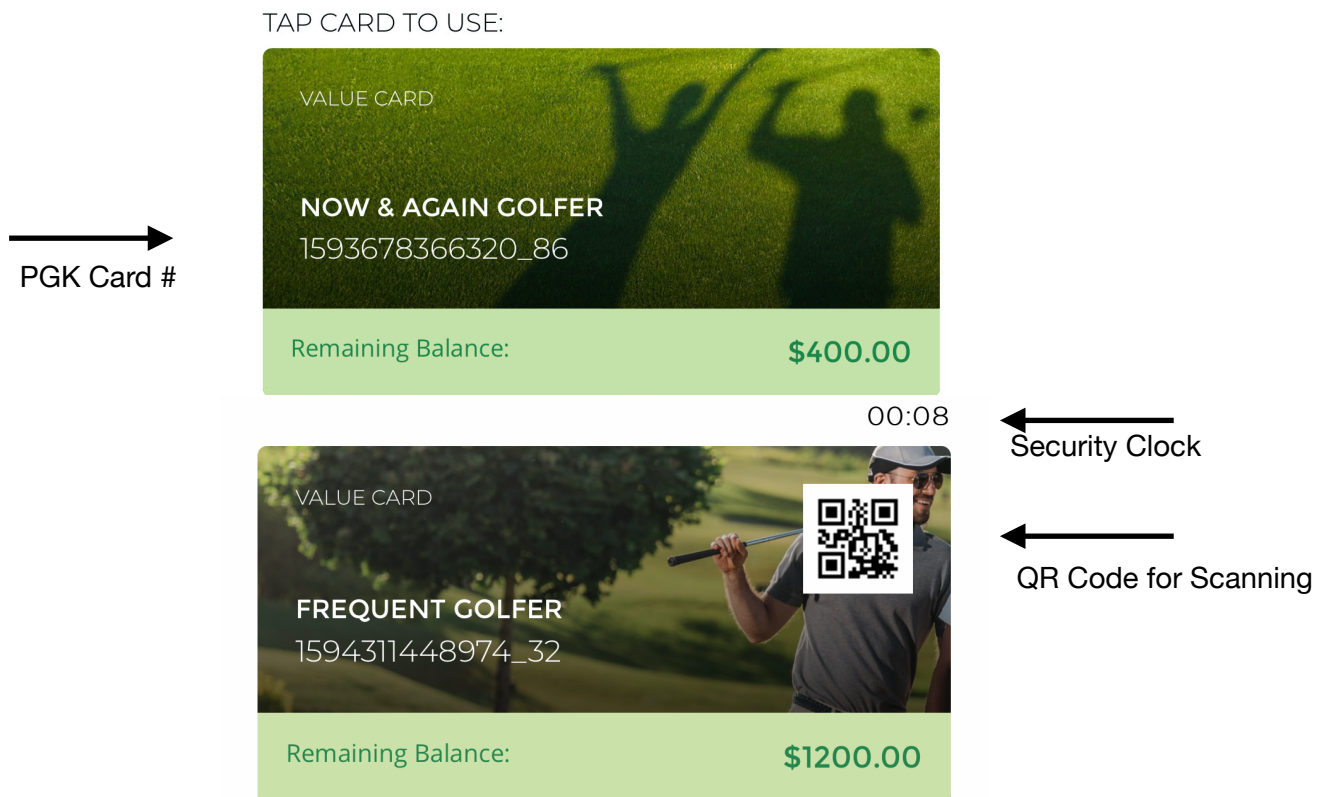 TAP CARD TO USE:
VALUE CARD
NOW & AGAIN GOLFER
1593678366320_86
PGK Card #
Remaining Balance:
$400.00
00:08
Security Clock
VALUE CARD
QR Code for Scanning
FREQUENT GOLFER
1594311448974_32
Remaining Balance:
$1200.00